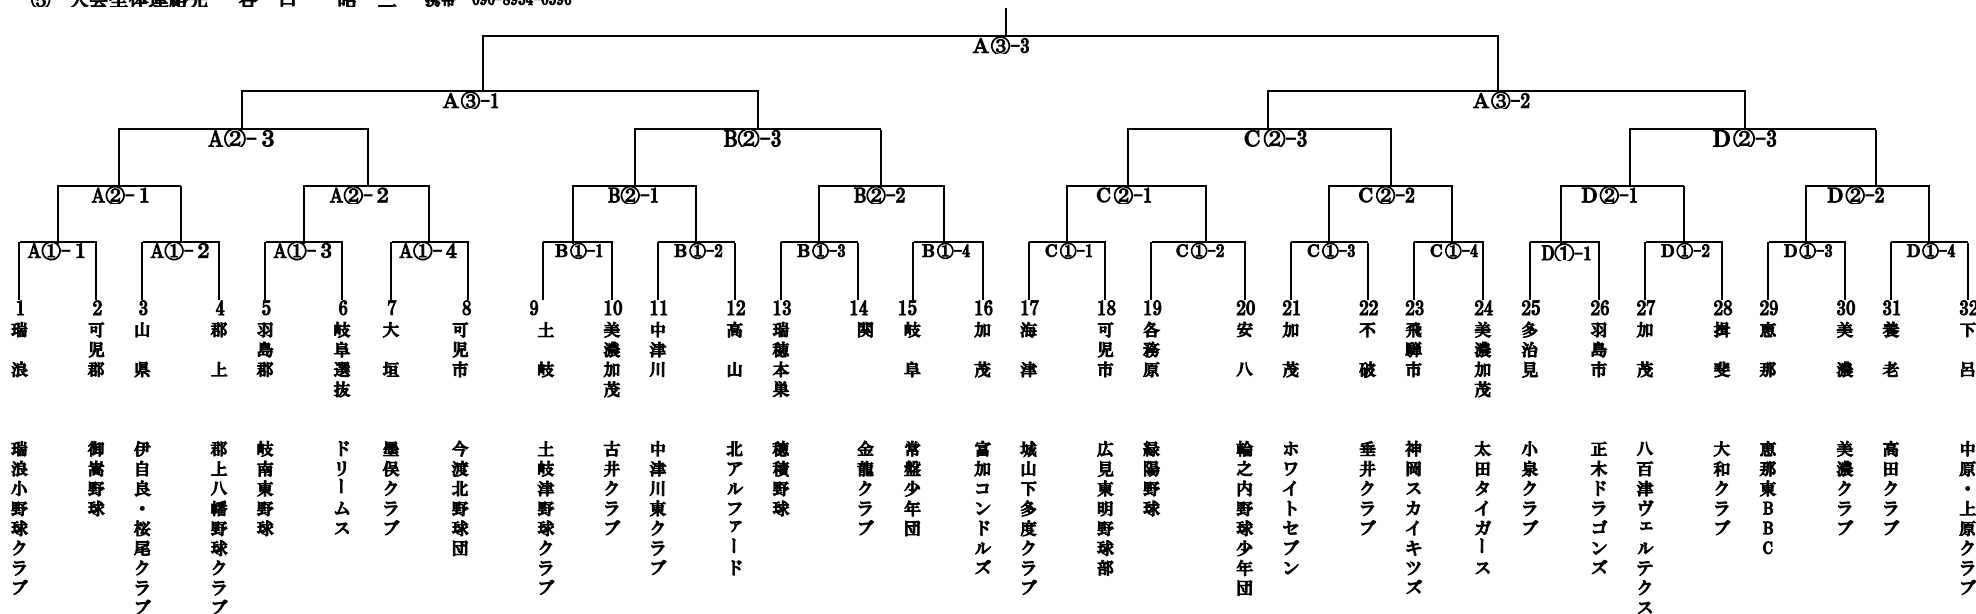 ⑸ 大会全体連絡先 谷 口 昭 二 携帯 090-8954-0596
A③-3
A③-1 A③-2
A②-3 B②-3 C②-3 D②-3
A②-1 A②-2 B②-1 B②-2 C②-1 C②-2 D②-1 D②-2
A①-1 A①-2 A①-3 A①-4 B①-1 B①-2 B①-3 B①-4 C①-1 C①-2 C①-3 C①-4 D①-1 D①-2 D①-3 D①-4
1 瑞浪 瑞浪小野球クラブ
2 可児郡 御嵩野球
3 山県 伊自良・桜尾クラブ
4 郡上 郡上八幡野球クラブ
5 羽島郡 岐南東野球
6 岐阜選抜 ドリームス
7 大垣 墨俣クラブ
8 可児市 今渡北野球団
9 土岐 土岐津野球クラブ
10 美濃加茂 古井クラブ
11 中津川 中津川東クラブ
12 高山 北アルファード
13 瑞穂本巣 穂積野球
14 関 金龍クラブ
15 岐阜 常磐少年団
16 加茂 富加コンドルズ
17 海津 城山下多度クラブ
18 可児市 広見東明野球部
19 各務原 緑陽野球
20 安八 輪之内野球少年団
21 加茂 ホワイトセブン
22 不破 垂井クラブ
23 飛騨市 神岡スカイキッズ
24 美濃加茂 太田タイガース
25 多治見 小泉クラブ
26 羽島市 正木ドラゴンズ
27 加茂 八百津ヴェルテクス
28 揖斐 大和クラブ
29 恵那 恵那東BBC
30 美濃 美濃クラブ
31 養老 高田クラブ
32 下呂 中原・上原クラブ